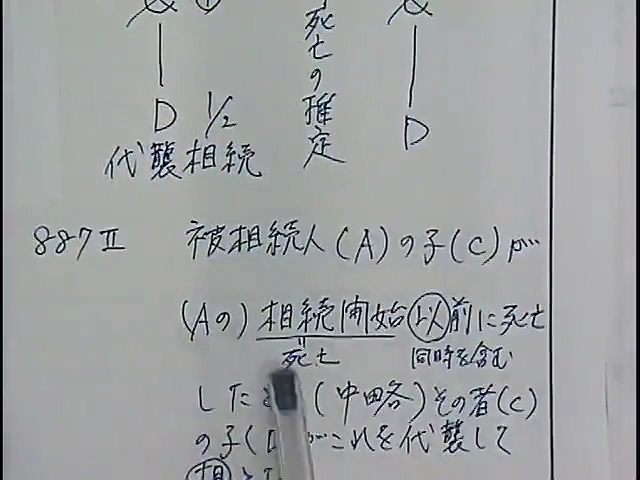 死亡の推定
D 1/2
D
代襲相続
887Ⅱ 被相続人(A)の子(C)が
(Aの)相続開始以前に死亡
死亡 同時を含む
した (中略)その者(C)
の子( がこれを代襲して
相